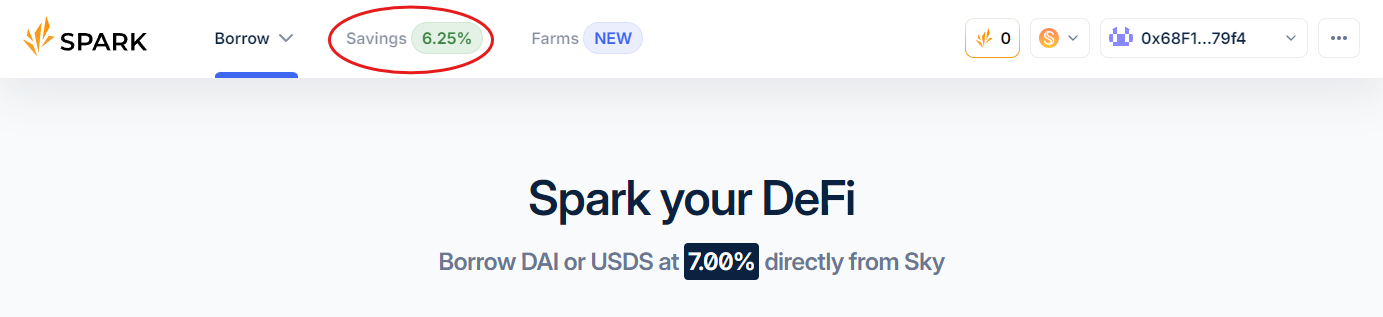 SPARK Borrow Savings 6.25% Farms NEW 0 0x68F1...79f4
Spark your DeFi
Borrow DAI or USDS at 7.00% directly from Sky